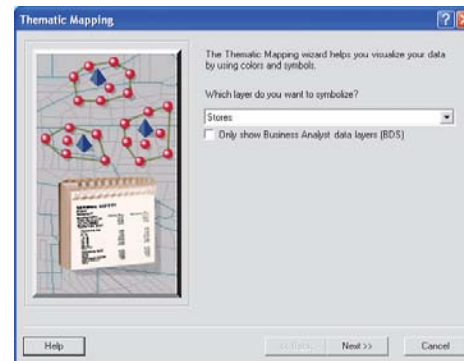 Thematic Mapping
The Thematic Mapping wizard helps you visualize your data
by using colors and symbols.
Which layer do you want to symbolize?
Stores
Only show Business Analyst data layers (BDS)
Help
Next >>
Cancel